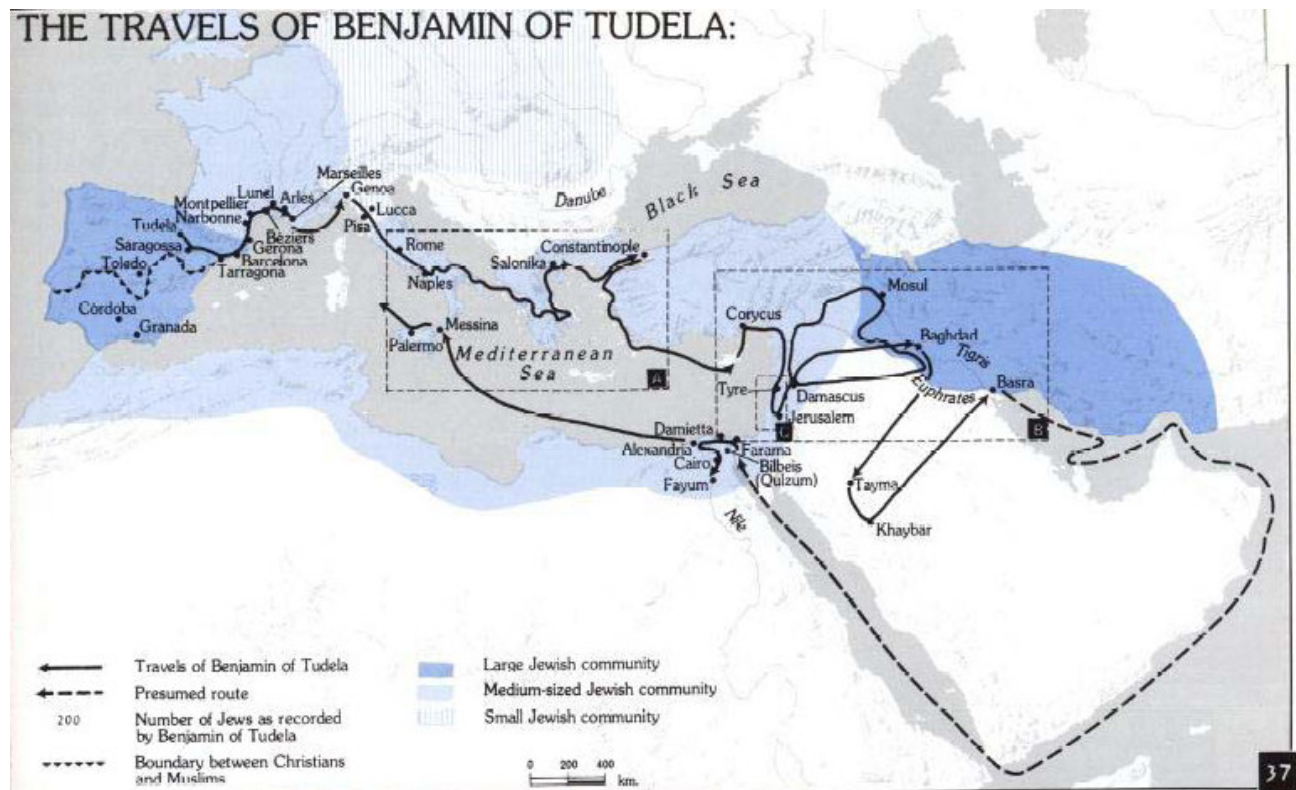 THE TRAVELS OF BENJAMIN OF TUDELA:
Marseilles
Genoa
Lunel
Arles
Montpellier
Narbonne
Lucca
Pisa
Tudela
Béziers
Saragossa
Gerona
Barcelona
Toledo
Tarragona
Córdoba
Granada
Danube
Black Sea
Rome
Naples
Constantinople
Salonika
Messina
Palermo
Mediterranean
Sea
A
Mosul
Corycus
Baghdad
Tigris
Tyre
Damascus
Euphrates
Basra
Jerusalem
C
B
Damietta
Alexandria
Farama
Cairo
Bilbeis
(Qulzum)
Fayum
Nile
Tayma
Khaybar
Travels of Benjamin of Tudela
Presumed route
200 Number of Jews as recorded
by Benjamin of Tudela
Boundary between Christians
and Muslims
Large Jewish community
Medium-sized Jewish community
Small Jewish community
0 200 400
km.
37